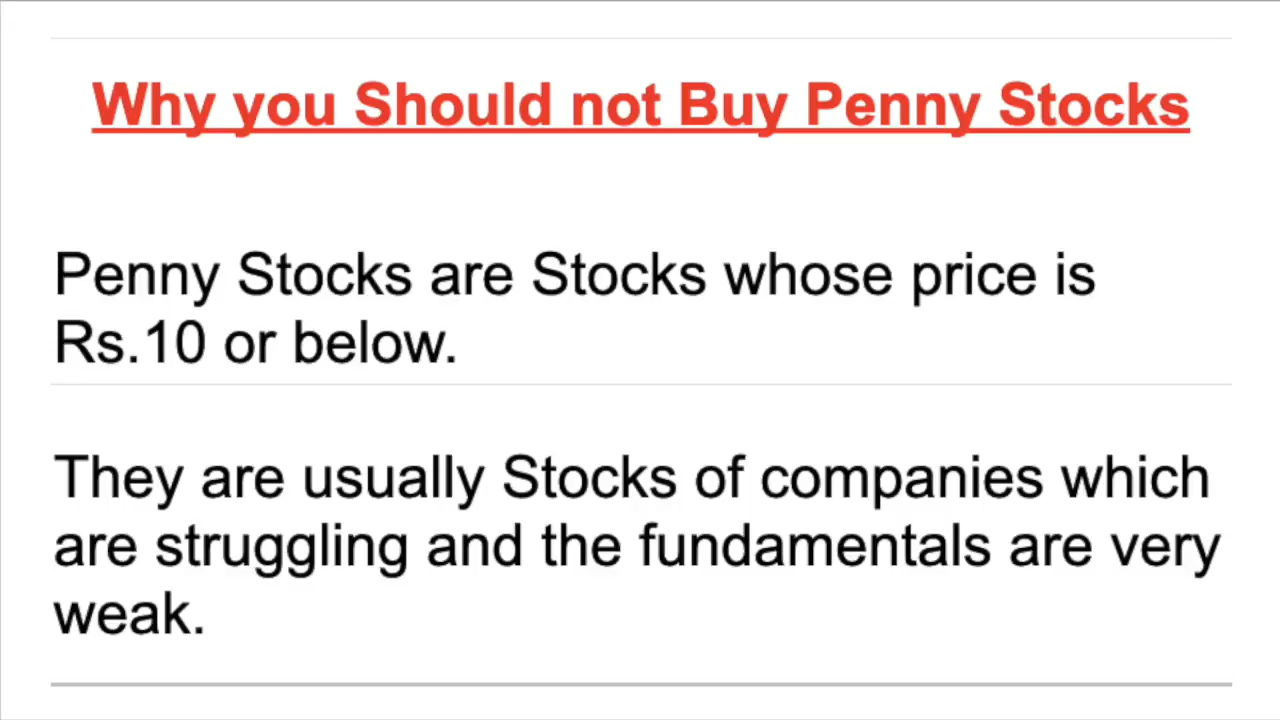 Why you Should not Buy Penny Stocks
Penny Stocks are Stocks whose price is
Rs.10 or below.
They are usually Stocks of companies which
are struggling and the fundamentals are very
weak.